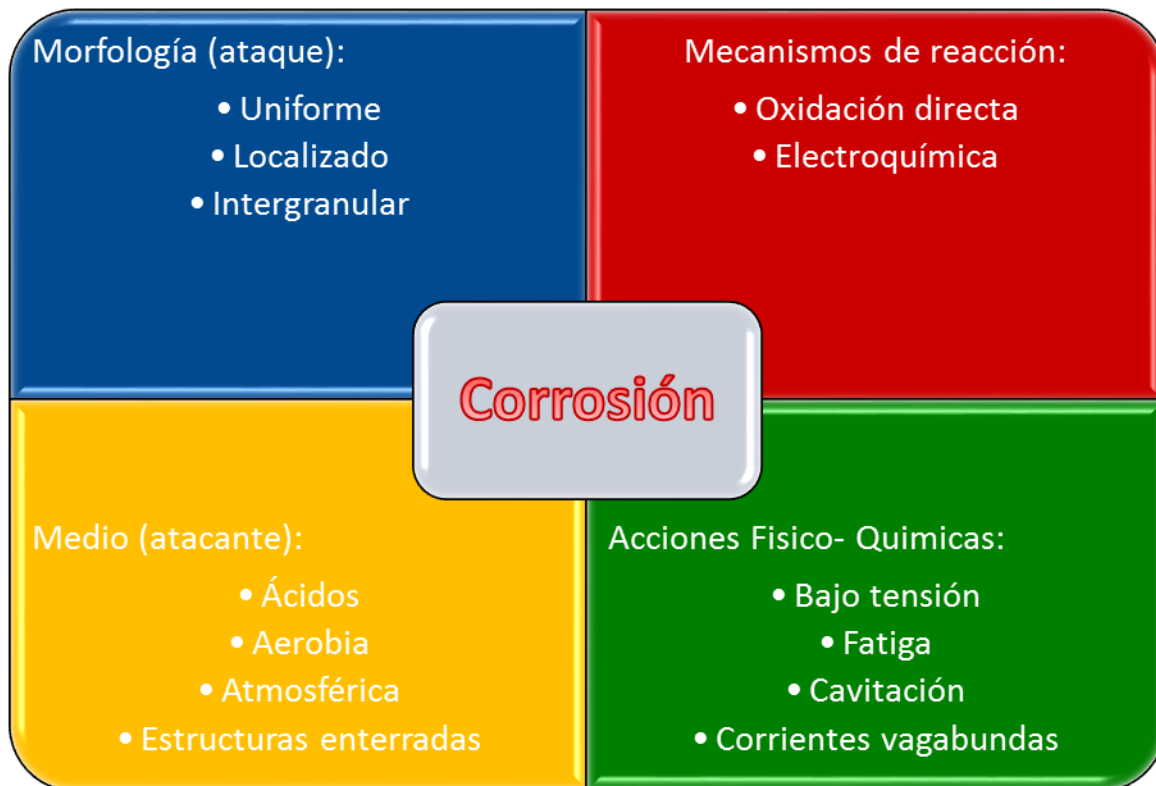 Morfología (ataque):
• Uniforme
• Localizado
• Intergranular
Mecanismos de reacción:
• Oxidación directa
• Electroquímica
Corrosión
Medio (atacante):
• Ácidos
• Aerobia
• Atmosférica
• Estructuras enterradas
Acciones Fisico- Quimicas:
• Bajo tensión
• Fatiga
• Cavitación
• Corrientes vagabundas